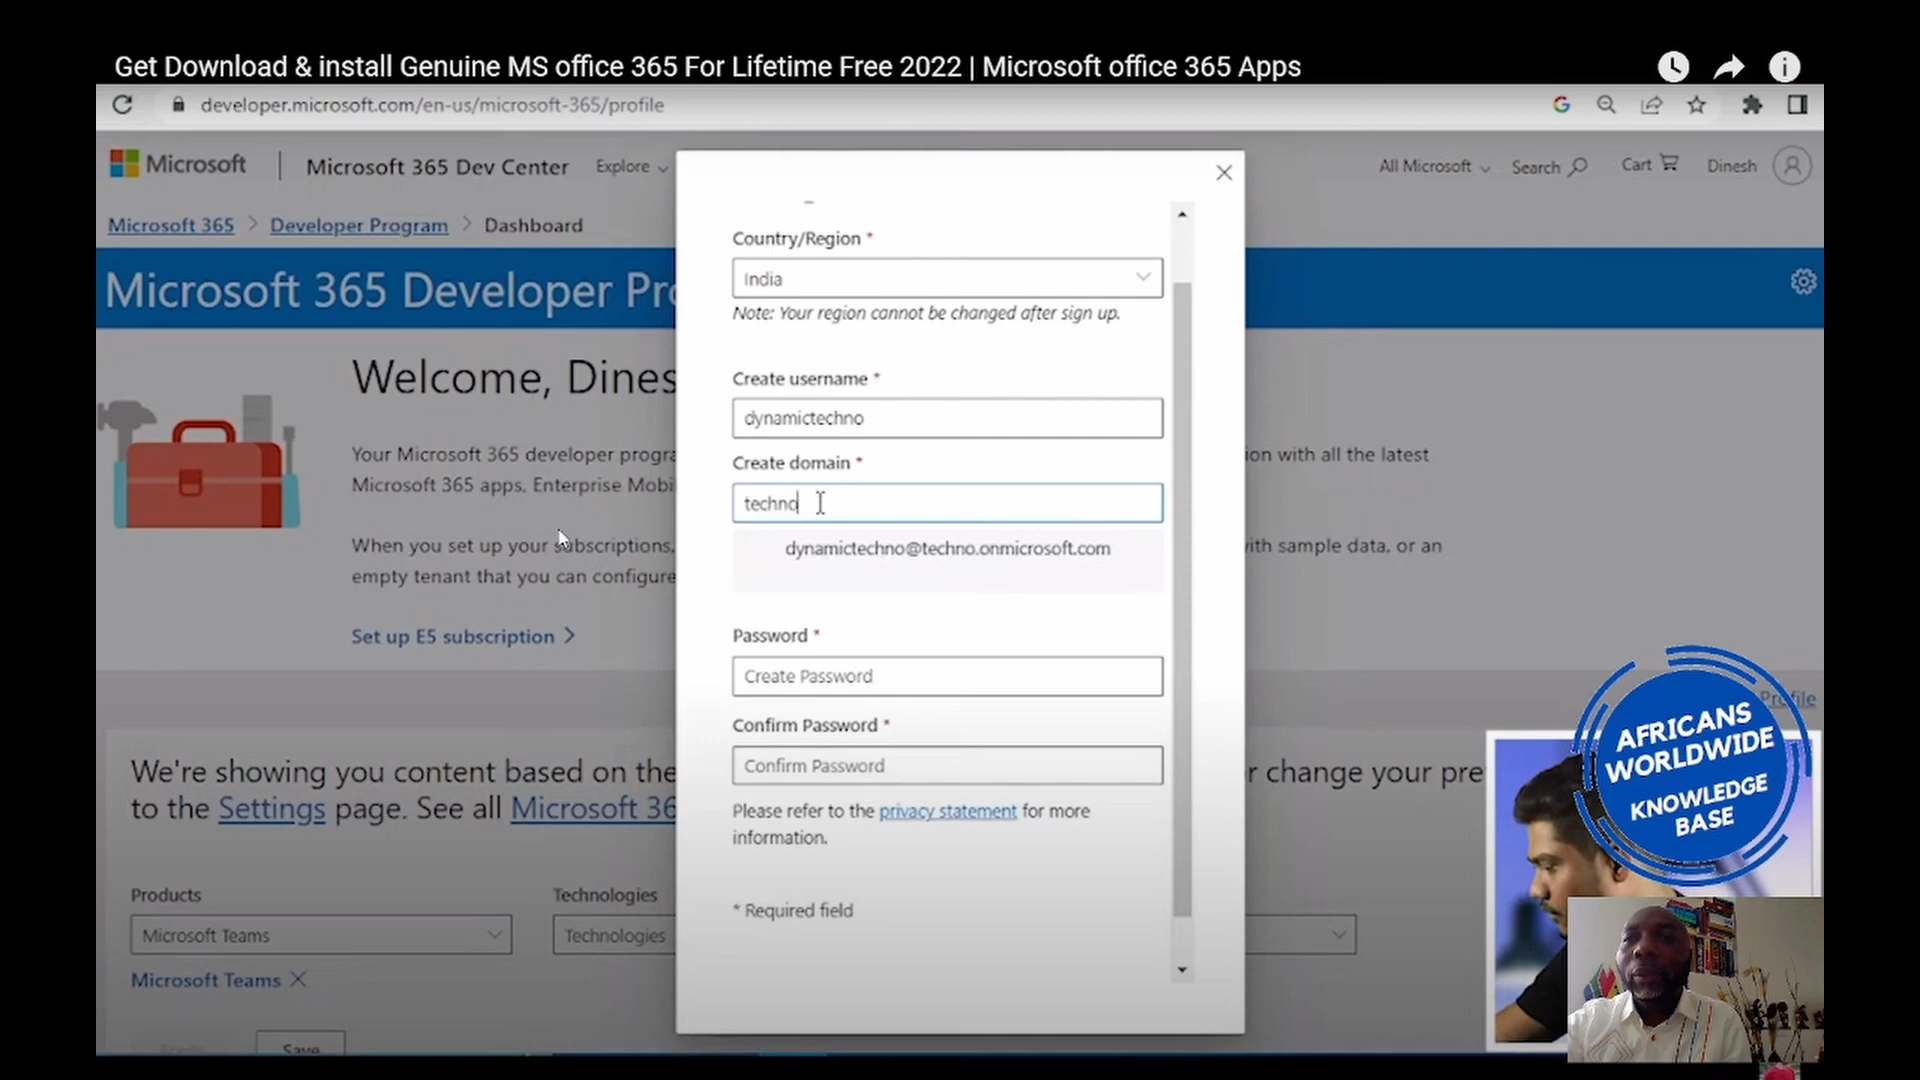 Get Download & install Genuine MS office 365 For Lifetime Free 2022 | Microsoft office 365 Apps
developer.microsoft.com/en-us/microsoft-365/profile
Microsoft | Microsoft 365 Dev Center Explore
All Microsoft Search Cart Dinesh
Microsoft 365 > Developer Program > Dashboard
Microsoft 365 Developer Pro
Welcome, Dines
Your Microsoft 365 developer progra
ion with all the latest
Microsoft 365 apps, Enterprise Mobi
When you set up your subscriptions,
ith sample data, or an
empty tenant that you can configure
Set up E5 subscription >
Country/Region *
India
Note: Your region cannot be changed after sign up.
Create username *
dynamictechno
Create domain *
techno
dynamictechno@techno.onmicrosoft.com
Password *
Create Password
Confirm Password *
Confirm Password
Please refer to the privacy statement for more
information.
* Required field
Profile
We're showing you content based on the
r change your pre
to the Settings page. See all Microsoft 36
Products
Microsoft Teams
Technologies
Technologies
Microsoft Teams
Save
AFRICANS
WORLDWIDE
KNOWLEDGE
BASE